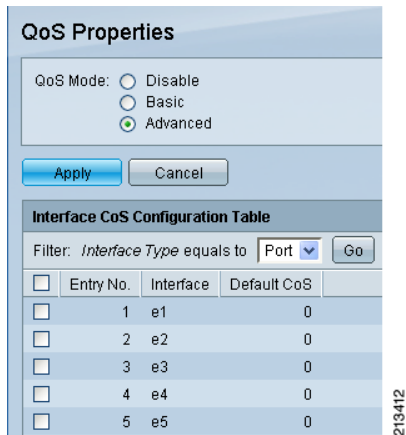 QoS Properties
QoS Mode: Disable
Basic
Advanced
Apply Cancel
Interface CoS Configuration Table
Filter: Interface Type equals to Port Go
Entry No. Interface Default CoS
1 e1 0
2 e2 0
3 e3 0
4 e4 0
5 e5 0
213412